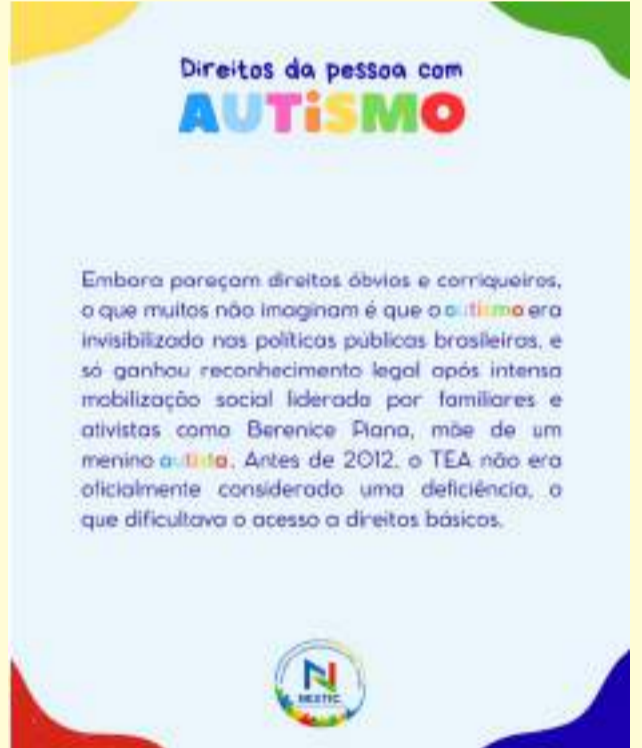 Direitos da pessoa com
AUTiSMO
Embora pareçam direitos óbvios e corriqueiros,
o que muitos não imaginam é que o autismo era
invisibilizado nas políticas públicas brasileiras, e
só ganhou reconhecimento legal após intensa
mobilização social liderada por familiares e
ativistas como Berenice Piana, mãe de um
menino autista. Antes de 2012, o TEA não era
oficialmente considerado uma deficiência, o
que dificultava o acesso a direitos básicos.
N
NEXTIC